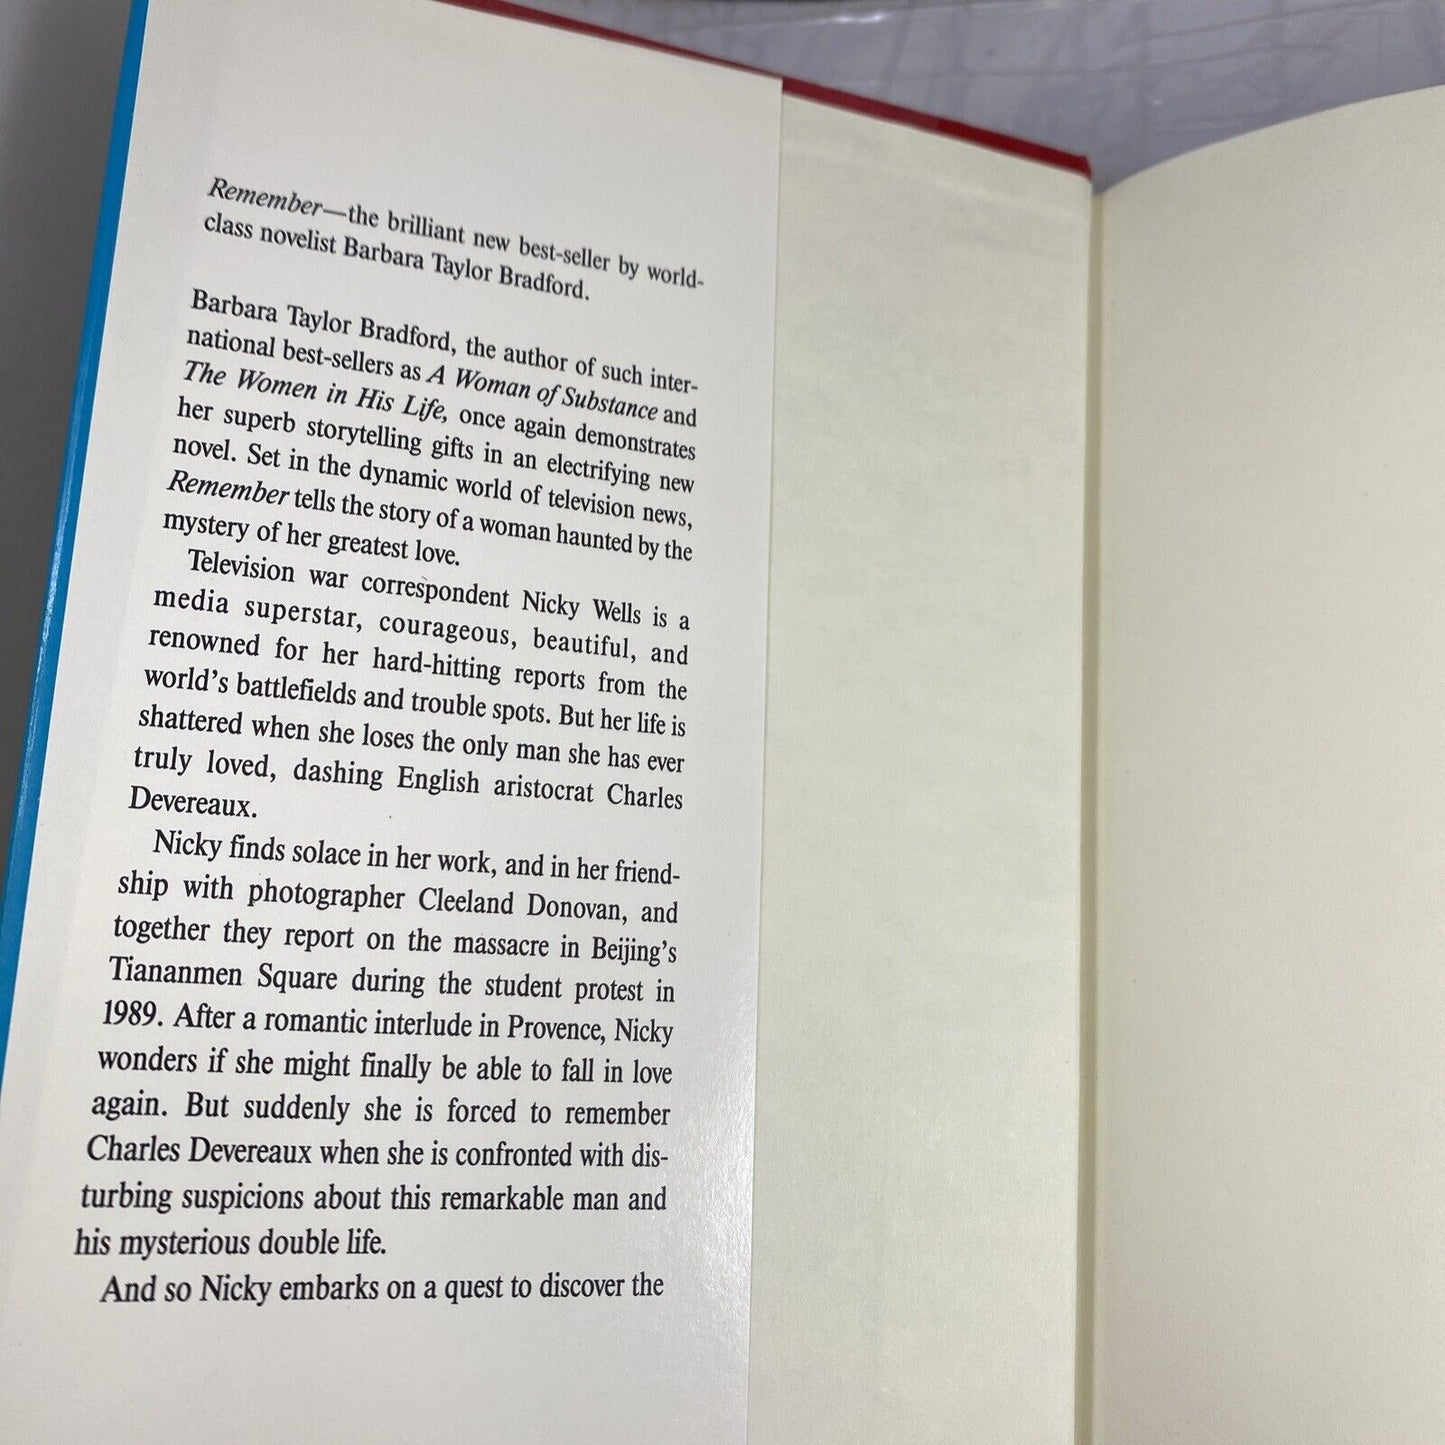 Remember—the brilliant new best-seller by world-
class novelist Barbara Taylor Bradford.
Barbara Taylor Bradford, the author of such inter-
national best-sellers as A Woman of Substance and
The Women in His Life, once again demonstrates
her superb storytelling gifts in an electrifying new
novel. Set in the dynamic world of television news,
Remember tells the story of a woman haunted by the
mystery of her greatest love.
Television war correspondent Nicky Wells is a
media superstar, courageous, beautiful, and
renowned for her hard-hitting reports from the
world's battlefields and trouble spots. But her life is
shattered when she loses the only man she has ever
truly loved, dashing English aristocrat Charles
Devereaux.
Nicky finds solace in her work, and in her friend-
ship with photographer Cleeland Donovan, and
together they report on the massacre in Beijing's
Tiananmen Square during the student protest in
1989. After a romantic interlude in Provence, Nicky
wonders if she might finally be able to fall in love
again. But suddenly she is forced to remember
Charles Devereaux when she is confronted with dis-
turbing suspicions about this remarkable man and
his mysterious double life.
And so Nicky embarks on a quest to discover the